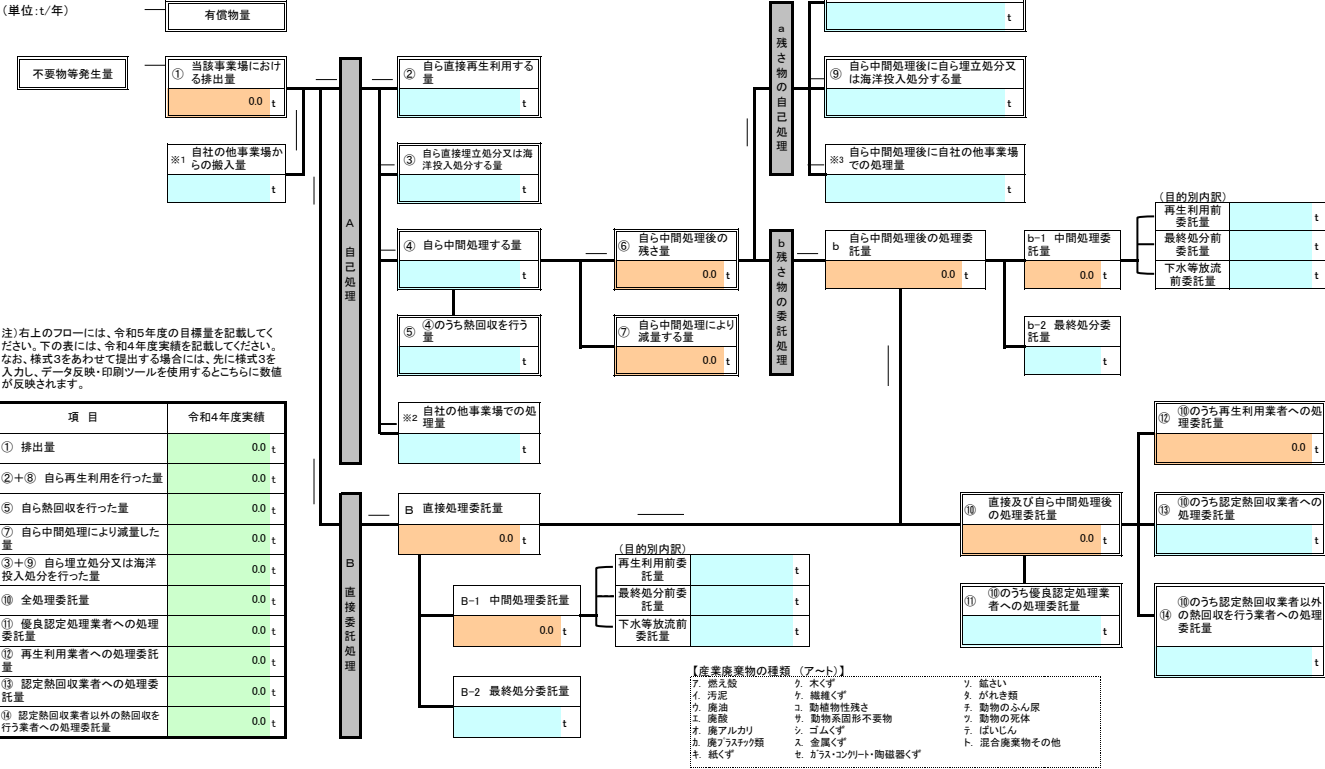 (単位:t/年)
有償物量
t
不要物等発生量
① 当該事業場におけ
る排出量
0.0 t
※1 自社の他事業場か
らの搬入量
t
A 自己処理
② 自ら直接再生利用する
量
t
③ 自ら直接埋立処分又は海
洋投入処分する量
t
④ 自ら中間処理する量
t
⑤ ④のうち熱回収を行う
量
t
※2 自社の他事業場での処
理量
t
⑥ 自ら中間処理後の
残さ量
0.0 t
⑦ 自ら中間処理により
減量する量
0.0 t
a 残さ物の自己処理
⑨ 自ら中間処理後に自ら埋立処分又
は海洋投入処分する量
t
※3 自ら中間処理後に自社の他事業場
での処理量
t
b 残さ物の委託処理
b 自ら中間処理後の処理委
託量
0.0 t
b-1 中間処理委
託量
0.0 t
(目的別内訳)
再生利用前
委託量
t
最終処分前
委託量
t
下水等放流
前委託量
t
b-2 最終処分委
託量
t
注)右上のフローには、令和5年度の目標量を記載してく
ださい。下の表には、令和4年度実績を記載してください。
なお、様式3をあわせて提出する場合には、先に様式3を
入力し、データ反映・印刷ツールを使用するとこちらに数値
が反映されます。
項 目 令和4年度実績
① 排出量 0.0 t
②+⑧ 自ら再生利用を行った量 0.0 t
⑤ 自ら熱回収を行った量 0.0 t
⑦ 自ら中間処理により減量した
量 0.0 t
③+⑨ 自ら埋立処分又は海洋
投入処分を行った量 0.0 t
⑩ 全処理委託量 0.0 t
⑪ 優良認定処理業者への処理
委託量 0.0 t
⑫ 再生利用業者への処理委託
量 0.0 t
⑬ 認定熱回収業者への処理委
託量 0.0 t
⑭ 認定熱回収業者以外の熱回収を
行う業者への処理委託量 0.0 t
B 直接委託処理
B 直接処理委託量
0.0 t
B-1 中間処理委託量
0.0 t
(目的別内訳)
再生利用前委
託量
t
最終処分前委
託量
t
下水等放流前
委託量
t
B-2 最終処分委託量
t
⑩ 直接及び自ら中間処理後
の処理委託量
0.0 t
⑪ ⑩のうち優良認定処理業
者への処理委託量
t
⑫ ⑩のうち再生利用業者への処
理委託量
0.0 t
⑬ ⑩のうち認定熱回収業者への
処理委託量
t
⑭ ⑩のうち認定熱回収業者以外
の熱回収を行う業者への処理
委託量
t
【産業廃棄物の種類 (ア~ト)】
ア. 燃え殻 ク. 木くず ソ. 鉱さい
イ. 汚泥 ケ. 繊維くず タ. がれき類
ウ. 廃油 コ. 動植物性残さ チ. 動物のふん尿
エ. 廃酸 サ. 動物系固形不要物 ツ. 動物の死体
オ. 廃アルカリ シ. ゴムくず テ. ばいじん
カ. 廃プラスチック類 ス. 金属くず ト. 混合廃棄物その他
キ. 紙くず セ. ガラス・コンクリート・陶磁器くず